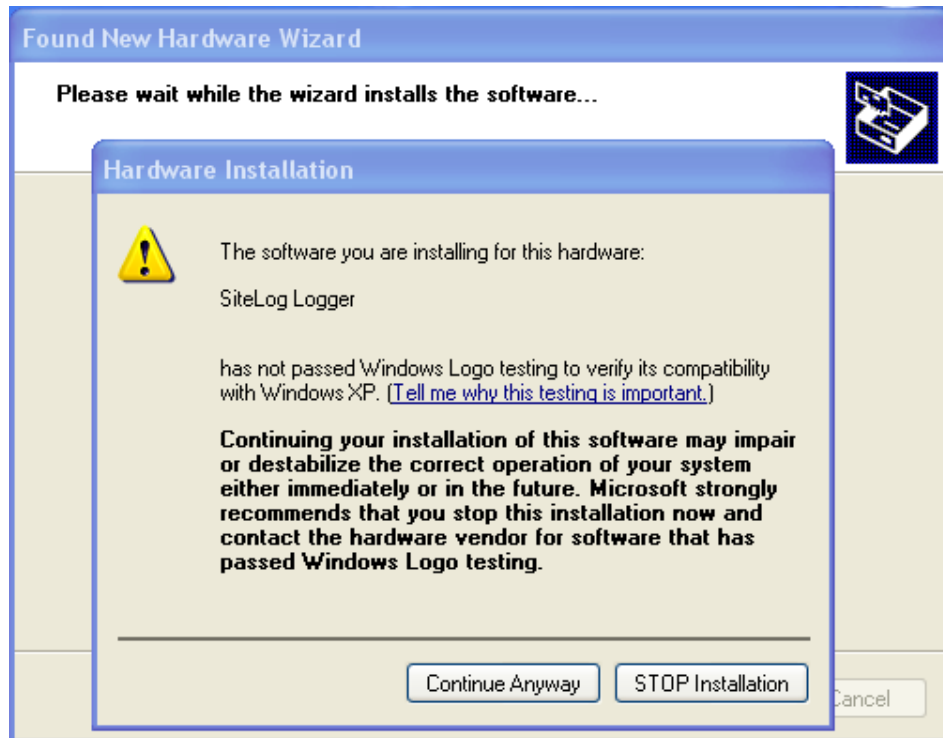 Found New Hardware Wizard
Please wait while the wizard installs the software...
Hardware Installation
The software you are installing for this hardware:
SiteLog Logger
has not passed Windows Logo testing to verify its compatibility
with Windows XP. (Tell me why this testing is important.)
Continuing your installation of this software may impair
or destabilize the correct operation of your system
either immediately or in the future. Microsoft strongly
recommends that you stop this installation now and
contact the hardware vendor for software that has
passed Windows Logo testing.
Continue Anyway
STOP Installation
Cancel